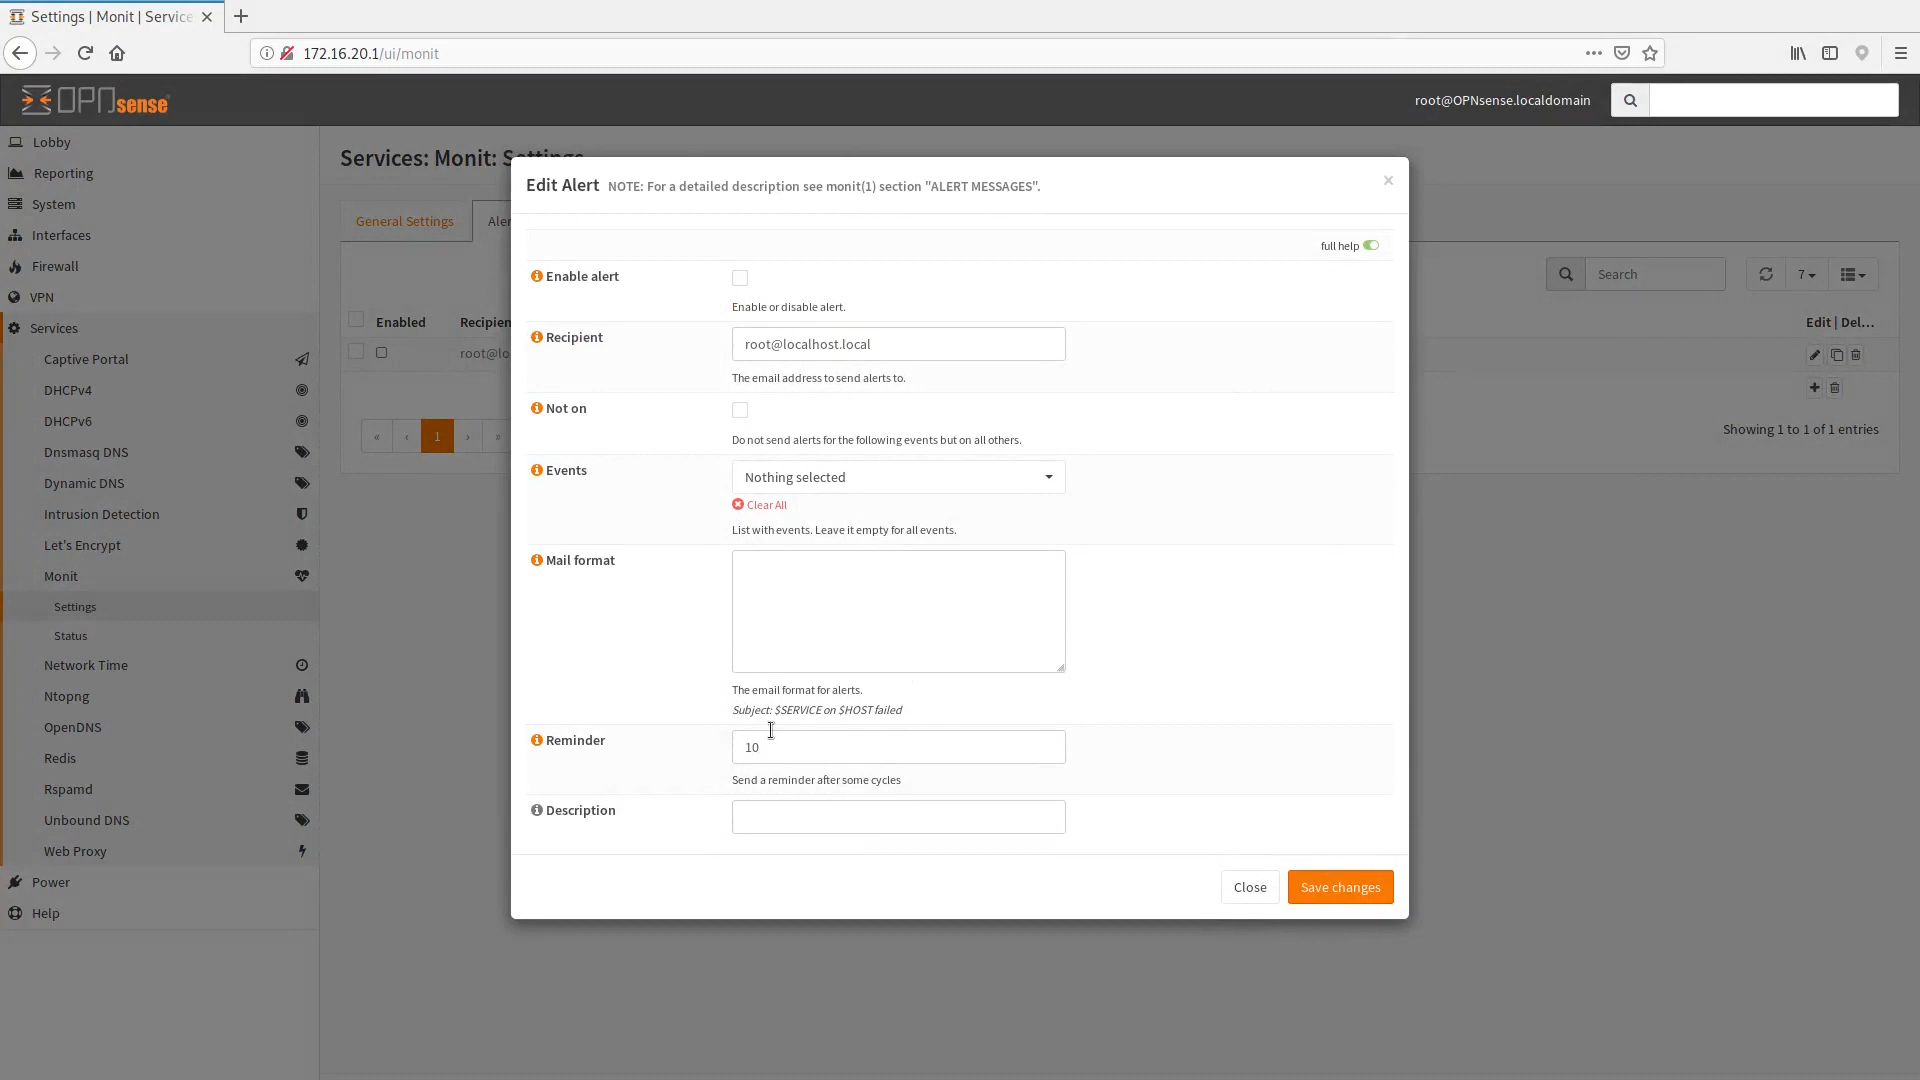 Settings | Monit | Service
172.16.20.1/ui/monit
OPNsense
root@OPNsense.localdomain
Lobby
Reporting
System
Interfaces
Firewall
VPN
Services
Captive Portal
DHCPv4
DHCPv6
Dnsmasq DNS
Dynamic DNS
Intrusion Detection
Let's Encrypt
Monit
Settings
Status
Network Time
Ntopng
OpenDNS
Redis
Rspamd
Unbound DNS
Web Proxy
Power
Help
Services: Monit: Settings
General Settings
Aler
Search
7
Enabled
Recipien
Edit | Del...
root@lo
« ‹ 1 › »
Showing 1 to 1 of 1 entries
Edit Alert NOTE: For a detailed description see monit(1) section "ALERT MESSAGES".
×
full help
Enable alert
Enable or disable alert.
Recipient
root@localhost.local
The email address to send alerts to.
Not on
Do not send alerts for the following events but on all others.
Events
Nothing selected
Clear All
List with events. Leave it empty for all events.
Mail format
The email format for alerts.
Subject: $SERVICE on $HOST failed
Reminder
10
Send a reminder after some cycles
Description
Close
Save changes